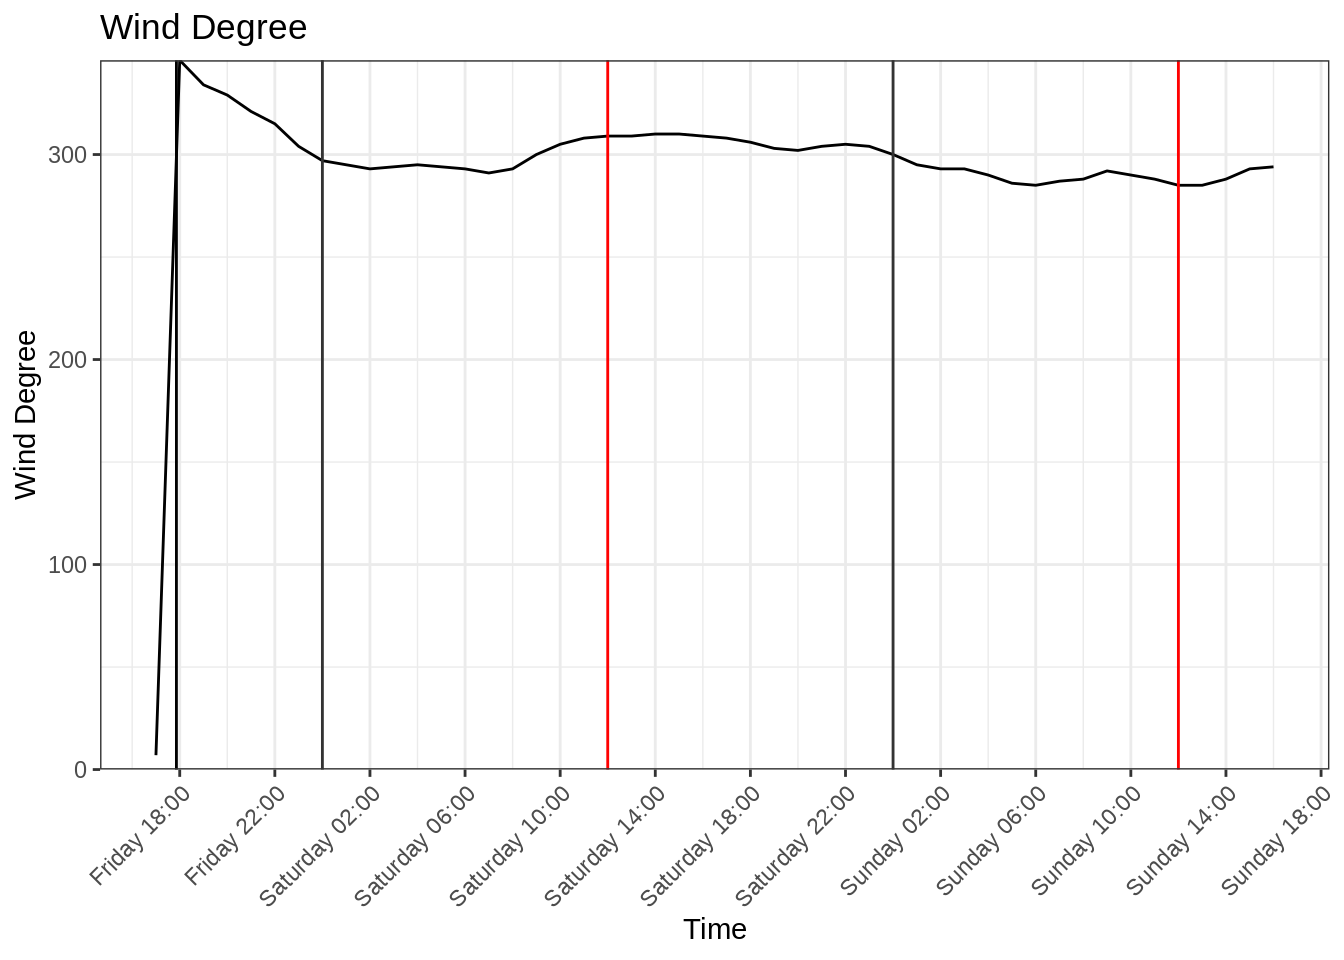 Wind Degree
Wind Degree
300
200
100
0
Friday 18:00
Friday 22:00
Saturday 02:00
Saturday 06:00
Saturday 10:00
Saturday 14:00
Saturday 18:00
Saturday 22:00
Sunday 02:00
Sunday 06:00
Sunday 10:00
Sunday 14:00
Sunday 18:00
Time